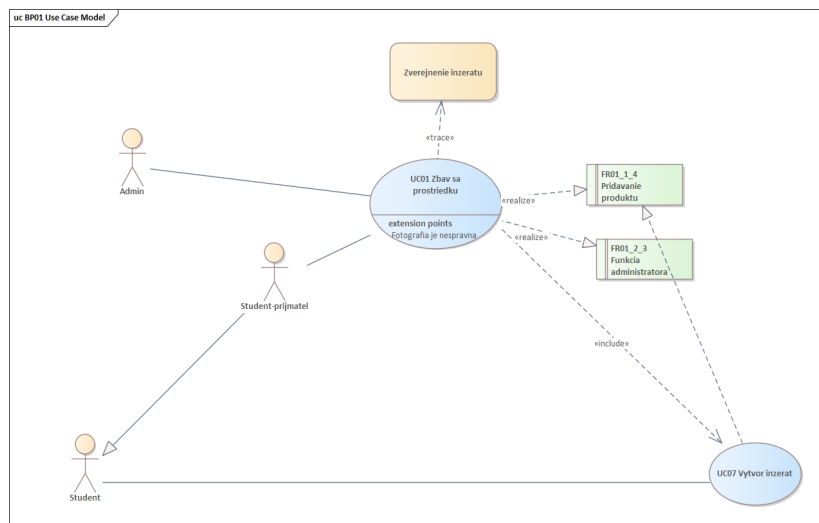 uc BP01 Use Case Model
Zverejnenie inzeratu
«trace»
Admin
UC01 Zbav sa
prostriedku
extension points
Fotografia je nespravna
«realize»
FR01_1_4
Pridavanie
produktu
«realize»
FR01_2_3
Funkcia
administratora
Student-prijmatel
«include»
Student
UC07 Vytvor inzerat